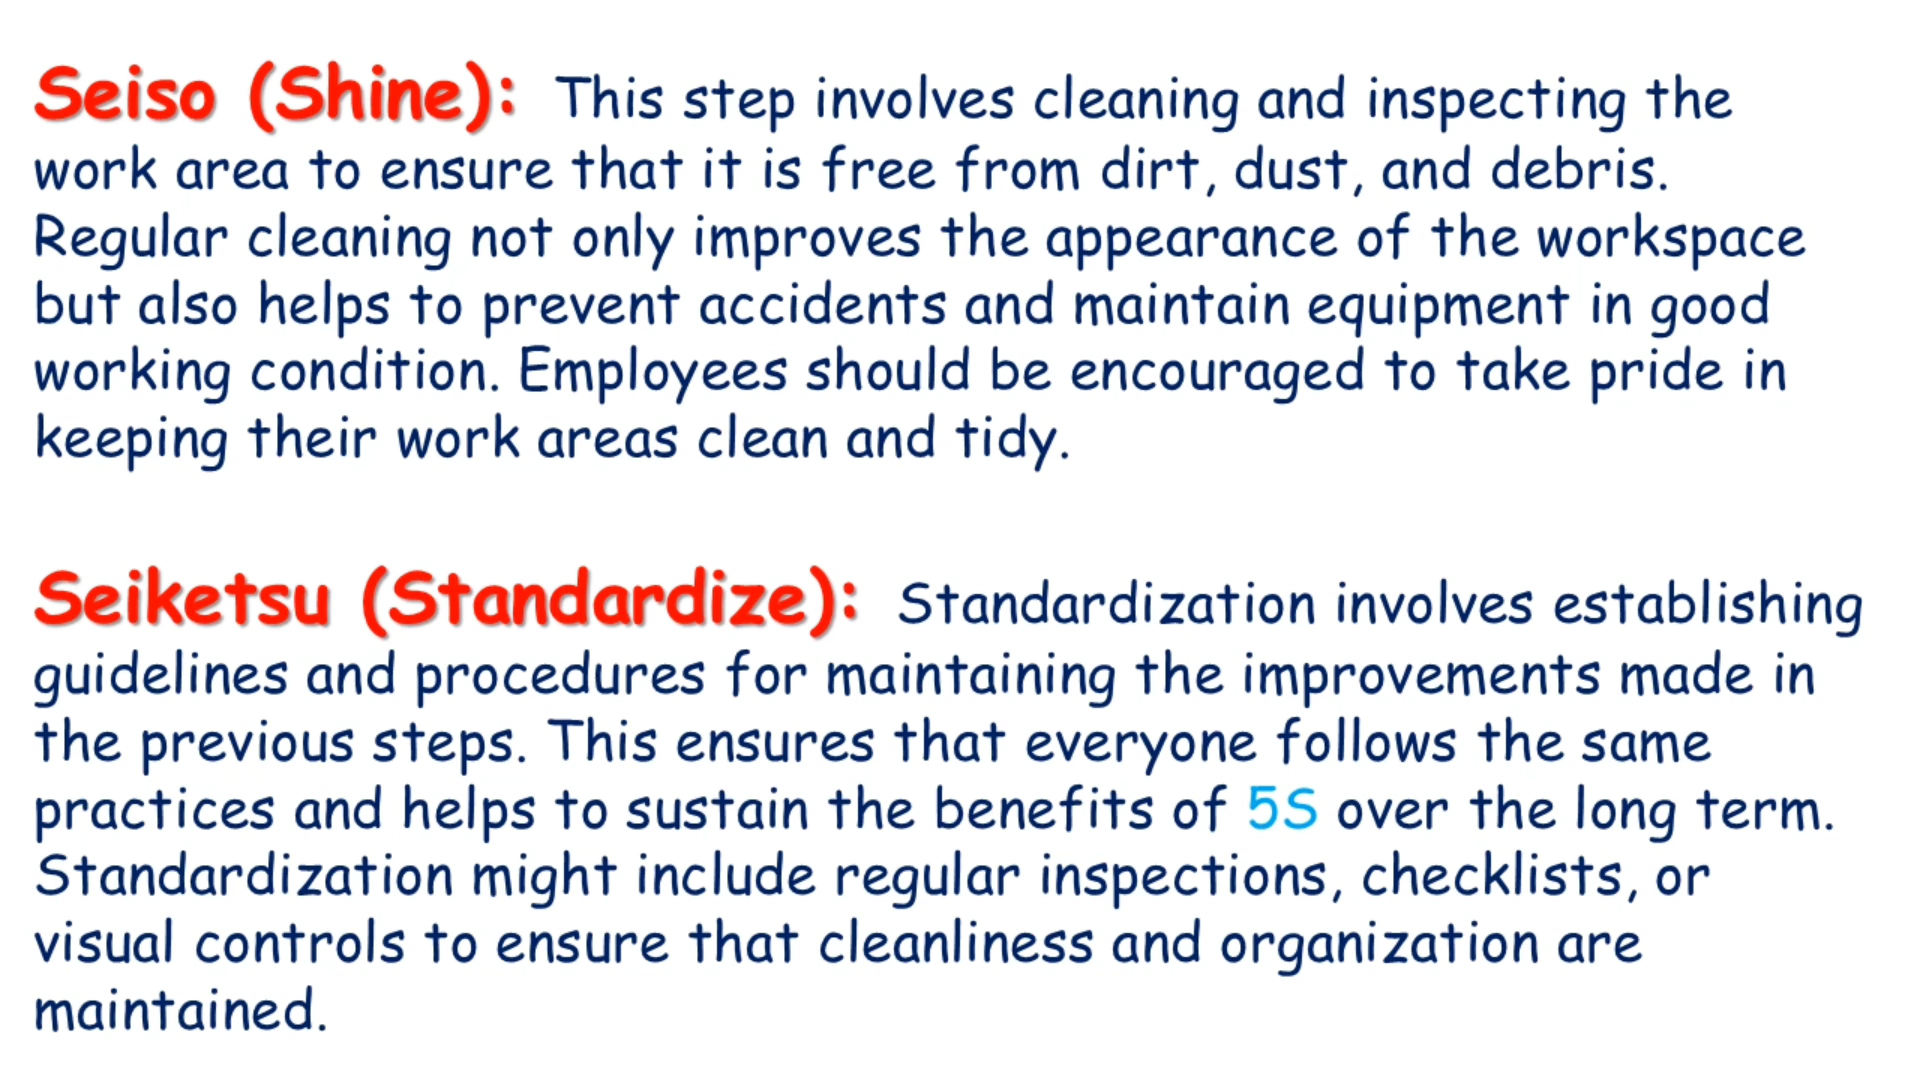 Seiso (Shine): This step involves cleaning and inspecting the
work area to ensure that it is free from dirt, dust, and debris.
Regular cleaning not only improves the appearance of the workspace
but also helps to prevent accidents and maintain equipment in good
working condition. Employees should be encouraged to take pride in
keeping their work areas clean and tidy.
Seiketsu (Standardize): Standardization involves establishing
guidelines and procedures for maintaining the improvements made in
the previous steps. This ensures that everyone follows the same
practices and helps to sustain the benefits of 5S over the long term.
Standardization might include regular inspections, checklists, or
visual controls to ensure that cleanliness and organization are
maintained.